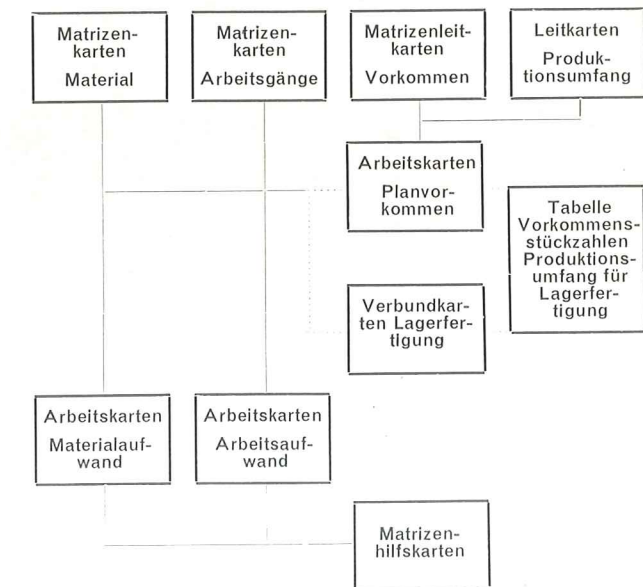 Matrizen-
karten
Material
Matrizen-
karten
Arbeitsgänge
Matrizenleit-
karten
Vorkommen
Leitkarten
Produk-
tionsumfang
Arbeitskarten
Planvor-
kommen
Tabelle
Vorkommens-
stückzahlen
Produktions-
umfang für
Lagerfer-
tigung
Verbundkar-
ten Lagerfer-
tigung
Arbeitskarten
Materialauf-
wand
Arbeitskarten
Arbeitsauf-
wand
Matrizen-
hilfskarten